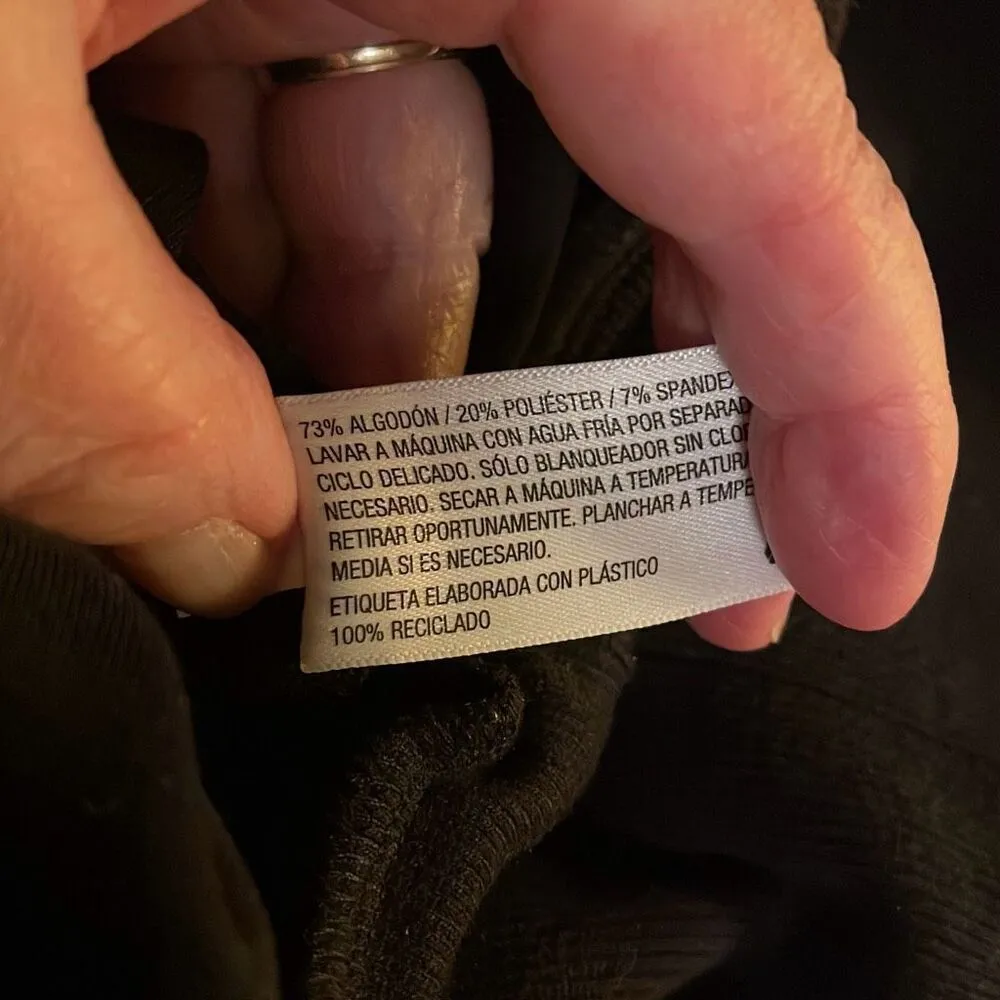 73% ALGODÓN / 20% POLIÉSTER / 7% SPANDEX
LAVAR A MÁQUINA CON AGUA FRÍA POR
CICLO DELICADO. SÓLO BLANQUEADOR SIN
NECESARIO. SECAR A MÁQUINA A TEMPERATURA
RETIRAR OPORTUNAMENTE. PLANCHAR A
MEDIA SI ES NECESARIO.
ETIQUETA ELABORADA CON PLÁSTICO
100% RECICLADO